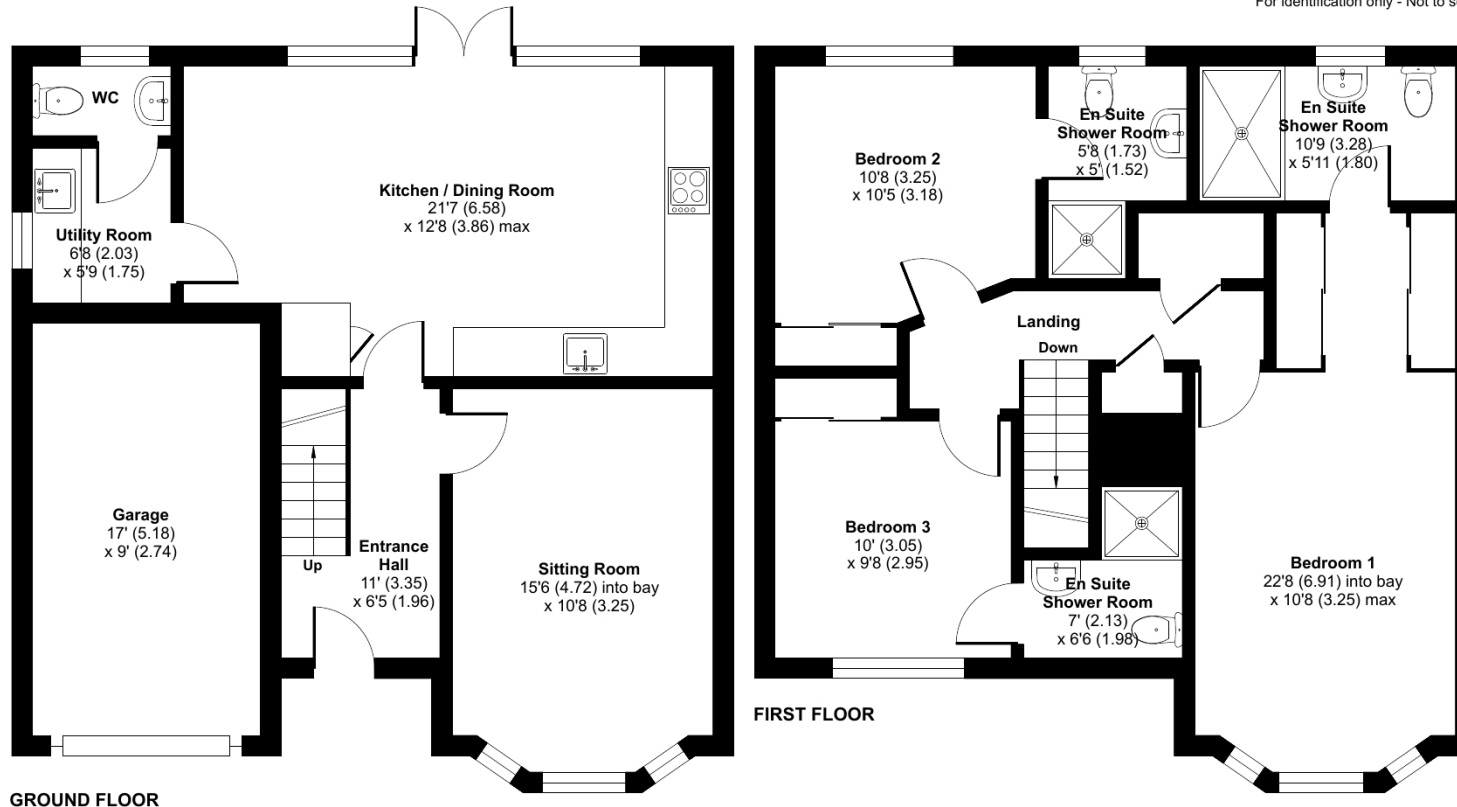 For identification only - Not to
WC
Kitchen / Dining Room
21'7 (6.58)
x 12'8 (3.86) max
Utility Room
6'8 (2.03)
x 5'9 (1.75)
Garage
17' (5.18)
x 9' (2.74)
Up
Entrance
Hall
11' (3.35)
x 6'5 (1.96)
Sitting Room
15'6 (4.72) into bay
x 10'8 (3.25)
GROUND FLOOR
Bedroom 2
10'8 (3.25)
x 10'5 (3.18)
En Suite
Shower Room
5'8 (1.73)
x 5' (1.52)
En Suite
Shower Room
10'9 (3.28)
x 5'11 (1.80)
Landing
Down
Bedroom 3
10' (3.05)
x 9'8 (2.95)
En Suite
Shower Room
7' (2.13)
x 6'6 (1.98)
Bedroom 1
22'8 (6.91) into bay
x 10'8 (3.25) max
FIRST FLOOR